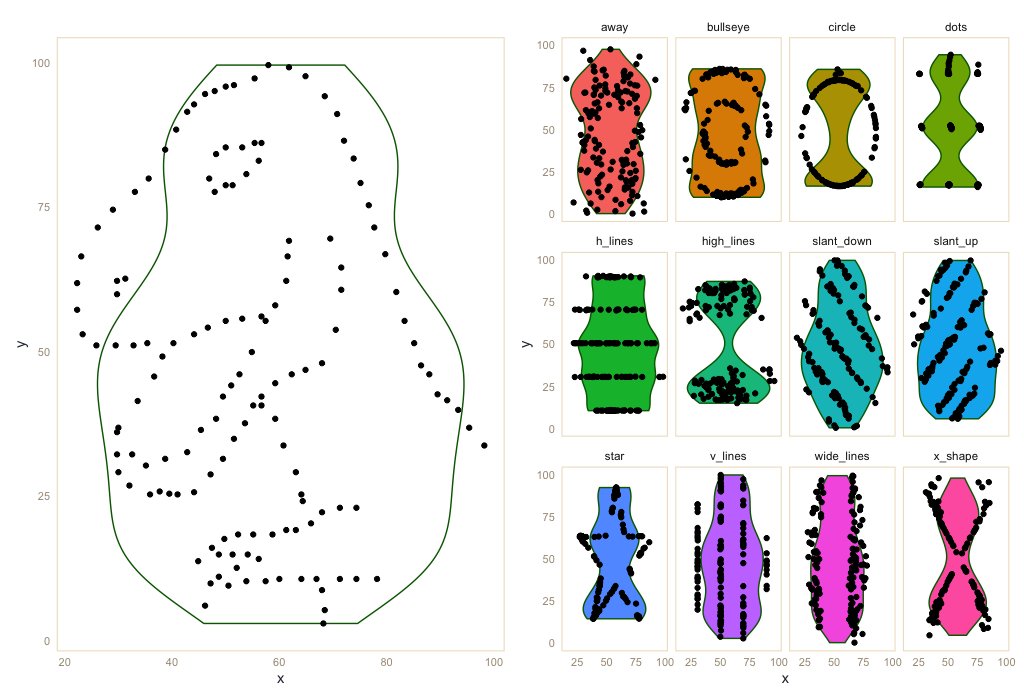 away bullseye circle dots
100
75
50
25
0
h_lines high_lines slant_down slant_up
100
75
50
25
0
star v_lines wide_lines x_shape
100
75
50
25
0
25 50 75 100 25 50 75 100 25 50 75 100 25 50 75 100
x
y
100
75
50
25
0
20 40 60 80 100
x
y